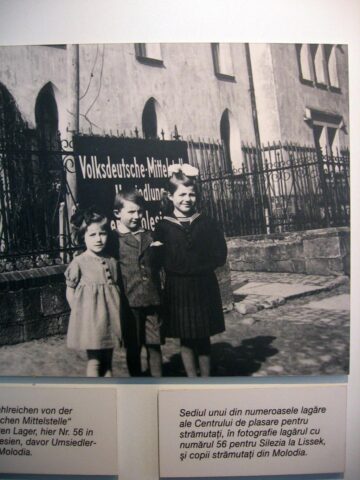 Volksdeutsche-Mittel
hlreichen von der
chen Mittelstelle"
en Lager, hier Nr. 56 in
esien, davor Umsiedler-
Molodia.
Sediul unui din numeroasele lagăre
ale Centrului de plasare pentru
strămutați, în fotografie lagărul cu
numărul 56 pentru Silezia la Lissek,
și copii strămutați din Molodia.